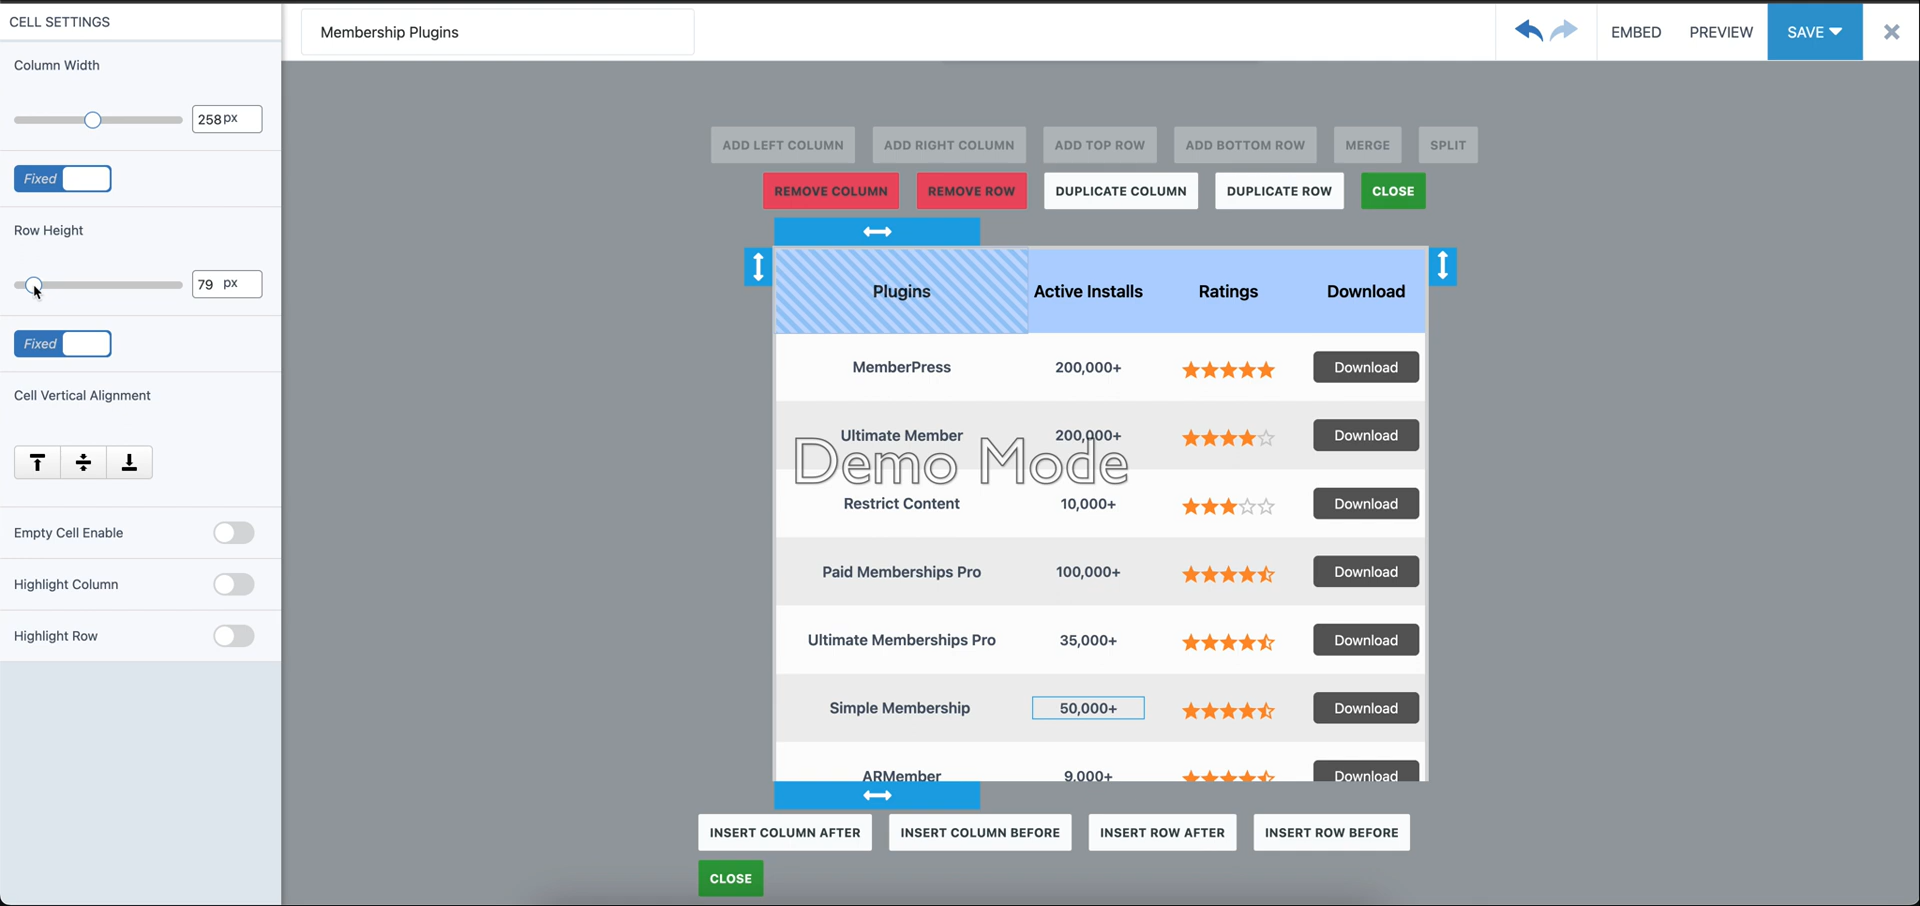 CELL SETTINGS
Membership Plugins
EMBED
PREVIEW
SAVE
Column Width
258 px
Fixed
Row Height
79 px
Fixed
Cell Vertical Alignment
Empty Cell Enable
Highlight Column
Highlight Row
ADD LEFT COLUMN ADD RIGHT COLUMN ADD TOP ROW ADD BOTTOM ROW MERGE SPLIT
REMOVE COLUMN REMOVE ROW DUPLICATE COLUMN DUPLICATE ROW CLOSE
Plugins Active Installs Ratings Download
MemberPress 200,000+ Download
Ultimate Member 200,000+ Download
Demo Mode
Restrict Content 10,000+ Download
Paid Memberships Pro 100,000+ Download
Ultimate Memberships Pro 35,000+ Download
Simple Membership 50,000+ Download
ARMember 9,000+ Download
INSERT COLUMN AFTER INSERT COLUMN BEFORE INSERT ROW AFTER INSERT ROW BEFORE
CLOSE